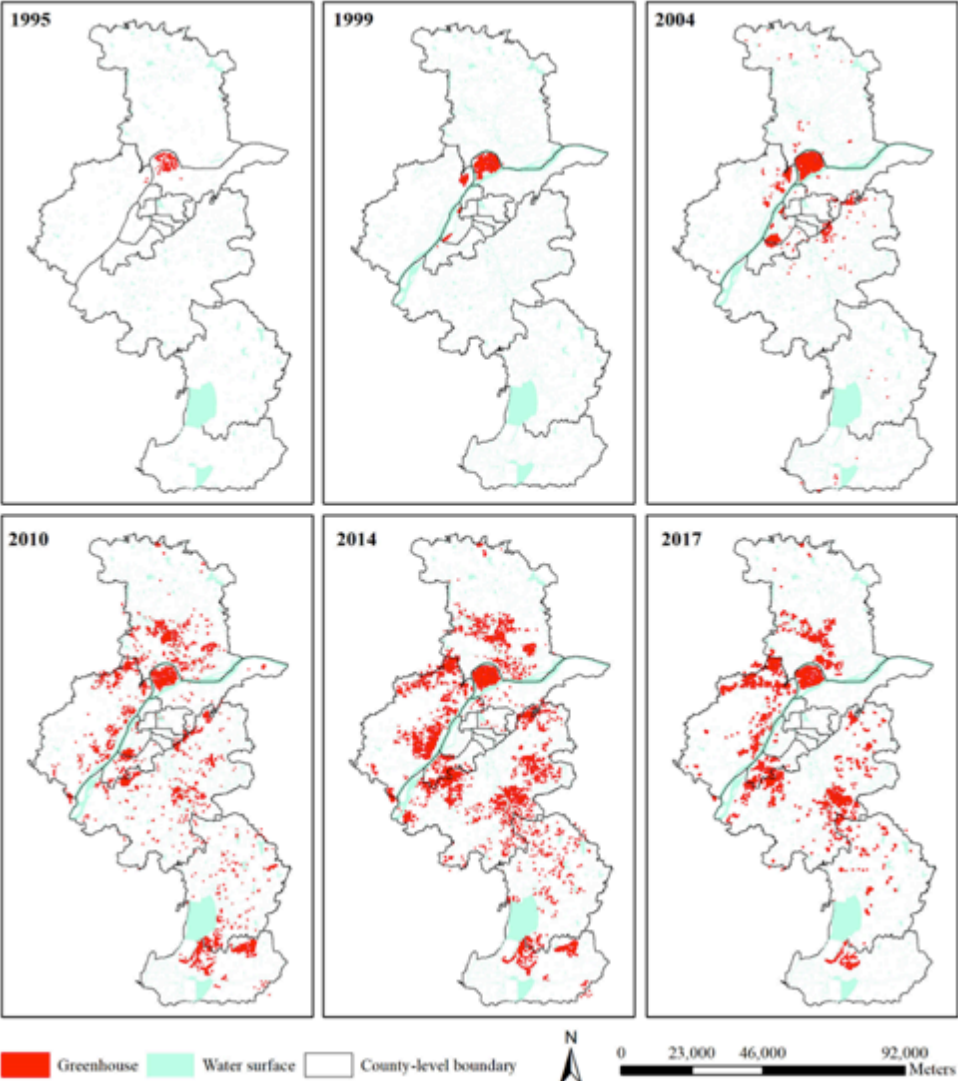 1995
1999
2004
2010
2014
2017
Greenhouse
Water surface
County-level boundary
N
0 23,000 46,000 92,000
Meters